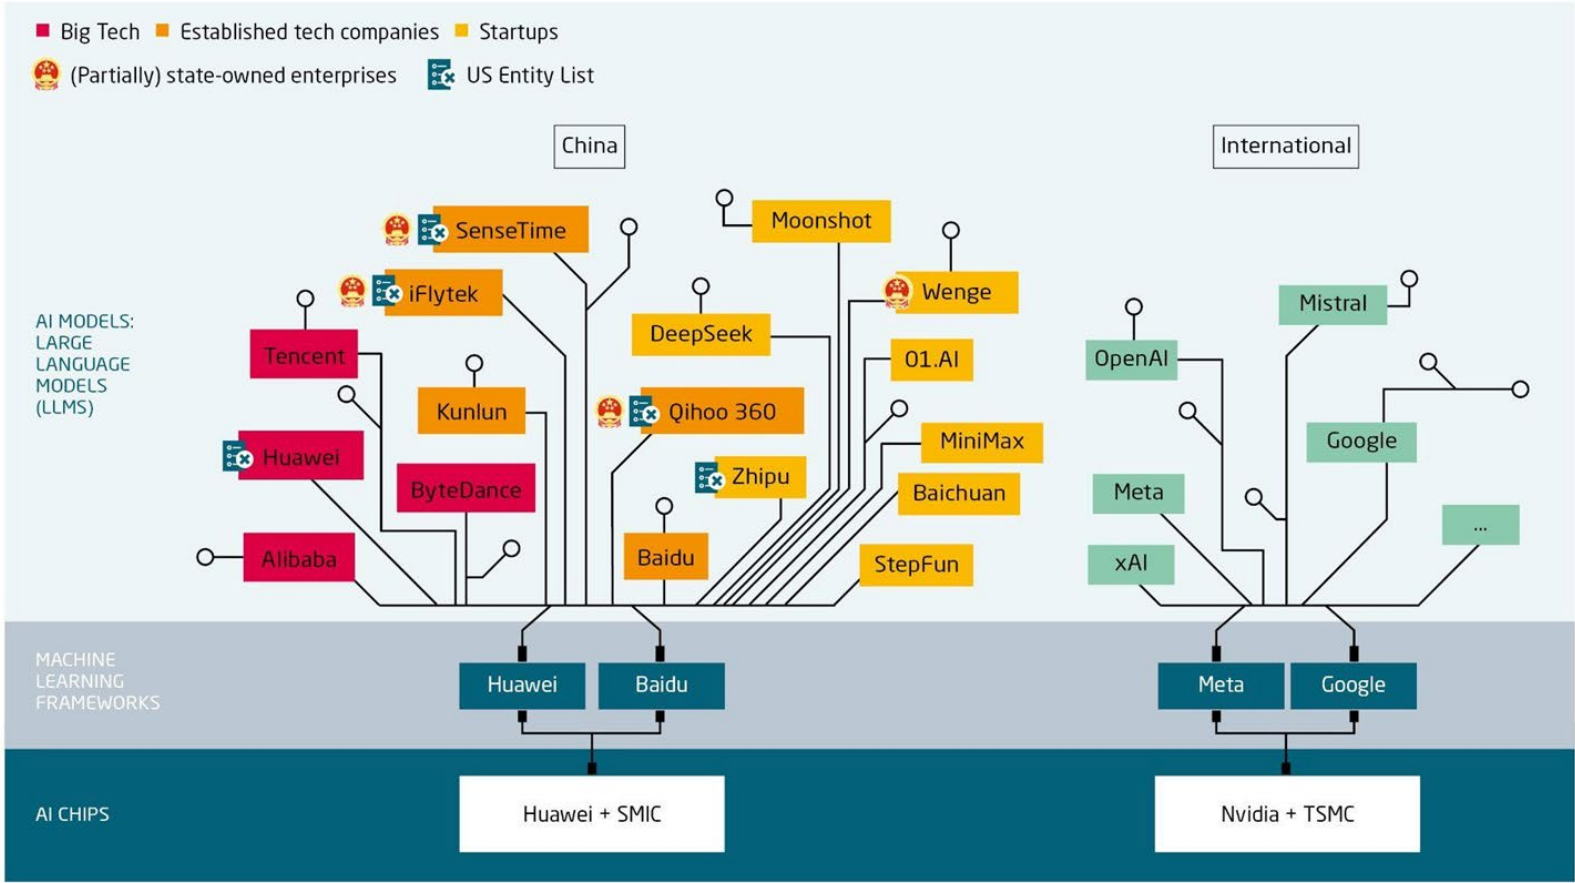 Big Tech
Established tech companies
Startups
(Partially) state-owned enterprises
US Entity List
China
International
AI MODELS:
LARGE
LANGUAGE
MODELS
(LLMS)
SenseTime
iFlytek
Tencent
Kunlun
Huawei
ByteDance
Alibaba
Moonshot
Wenge
DeepSeek
01.AI
Qihoo 360
MiniMax
Zhipu
Baichuan
Baidu
StepFun
Mistral
OpenAI
Google
Meta
...
xAI
MACHINE
LEARNING
FRAMEWORKS
Huawei
Baidu
Meta
Google
AI CHIPS
Huawei + SMIC
Nvidia + TSMC